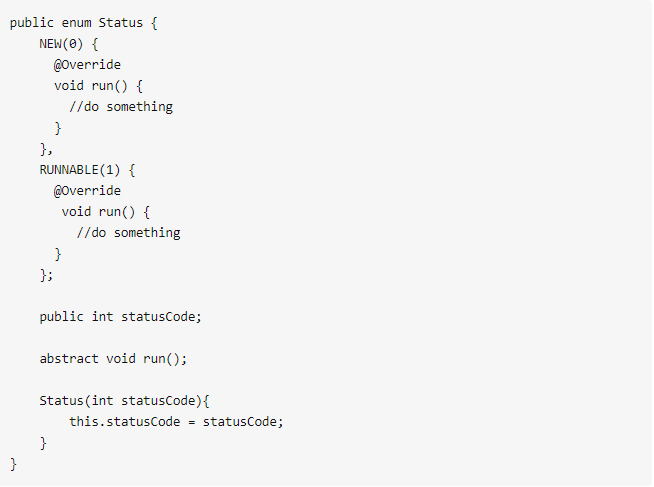 public enum Status {
    NEW(0) {
      @Override
      void run() {
        //do something
      }
    },
    RUNNABLE(1) {
      @Override
       void run() {
         //do something
      }
    };

    public int statusCode;

    abstract void run();

    Status(int statusCode){
        this.statusCode = statusCode;
    }
}